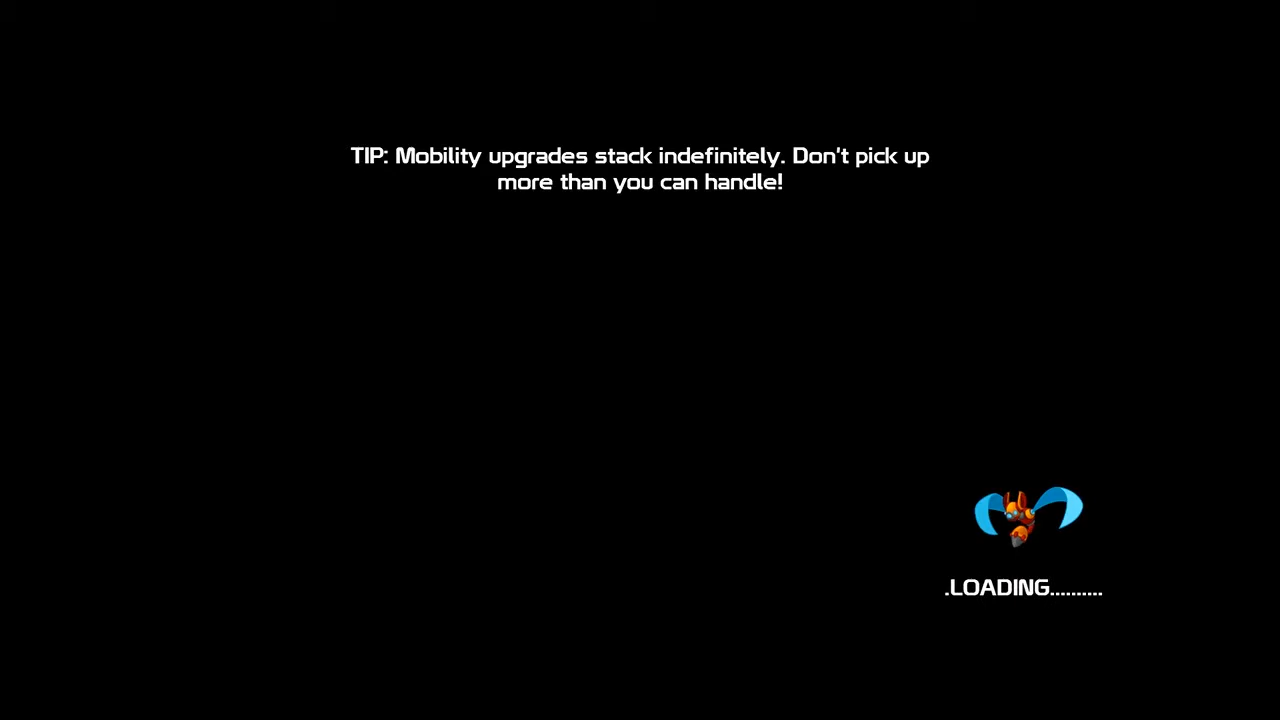 TIP: Mobility upgrades stack indefinitely. Don't pick up
more than you can handle!
.LOADING..........